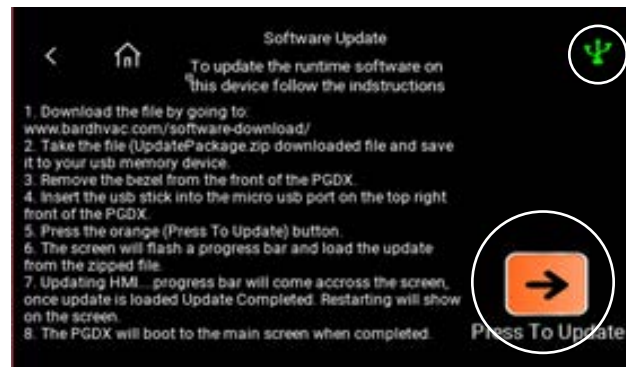 Software Update
To update the runtime software on
this device follow the indstructions
1. Download the file by going to:
www.bardhvac.com/software-download/
2. Take the file (UpdatePackage.zip downloaded file and save
it to your usb memory device.
3. Remove the bezel from the front of the PGDX.
4. Insert the usb stick into the micro usb port on the top right
front of the PGDX.
5. Press the orange (Press To Update) button.
6. The screen will flash a progress bar and load the update
from the zipped file.
7. Updating HMI... progress bar will come accross the screen,
once update is loaded Update Completed. Restarting will show
on the screen.
8. The PGDX will boot to the main screen when completed.
Press To Update